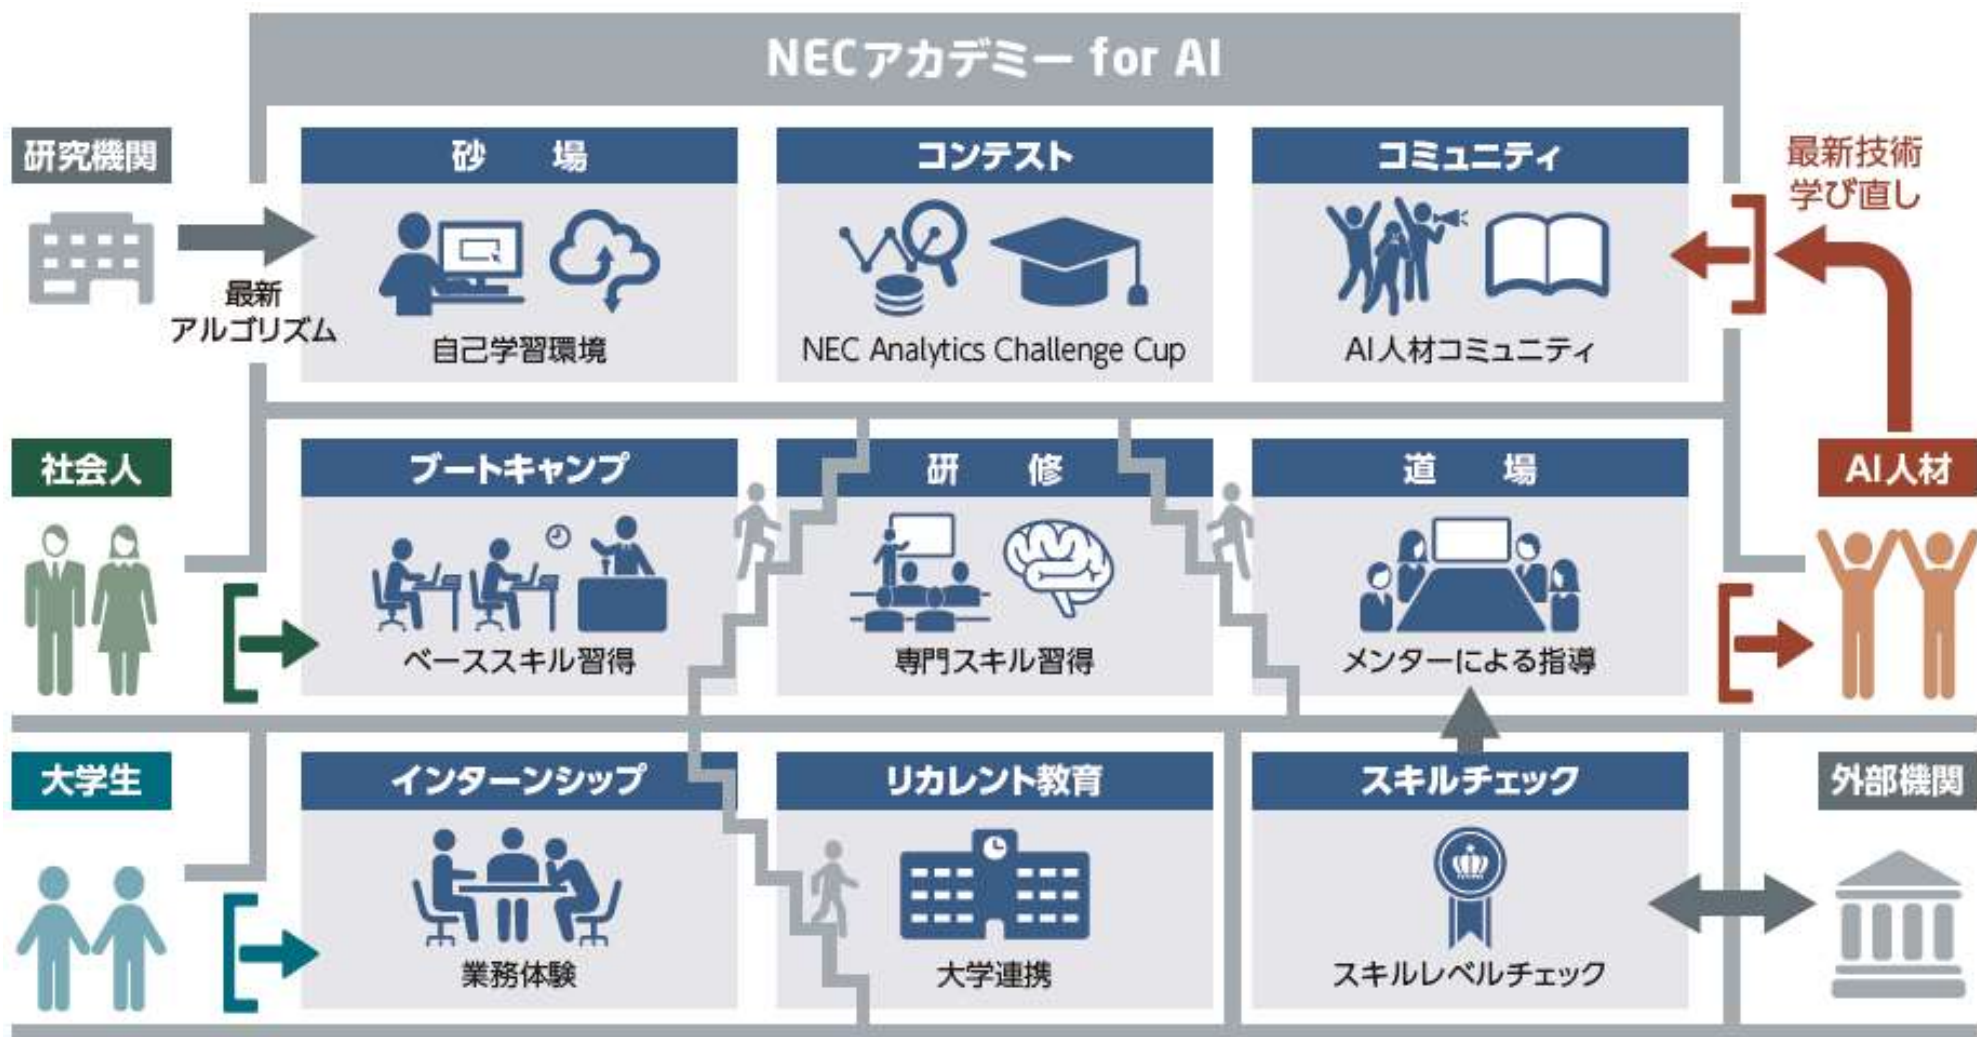 NECアカデミー for AI
研究機関
最新
アルゴリズム
砂 場
自己学習環境
コンテスト
NEC Analytics Challenge Cup
コミュニティ
AI人材コミュニティ
最新技術
学び直し
社会人
ブートキャンプ
ベーススキル習得
研 修
専門スキル習得
道 場
メンターによる指導
AI人材
大学生
インターンシップ
業務体験
リカレント教育
大学連携
スキルチェック
スキルレベルチェック
外部機関